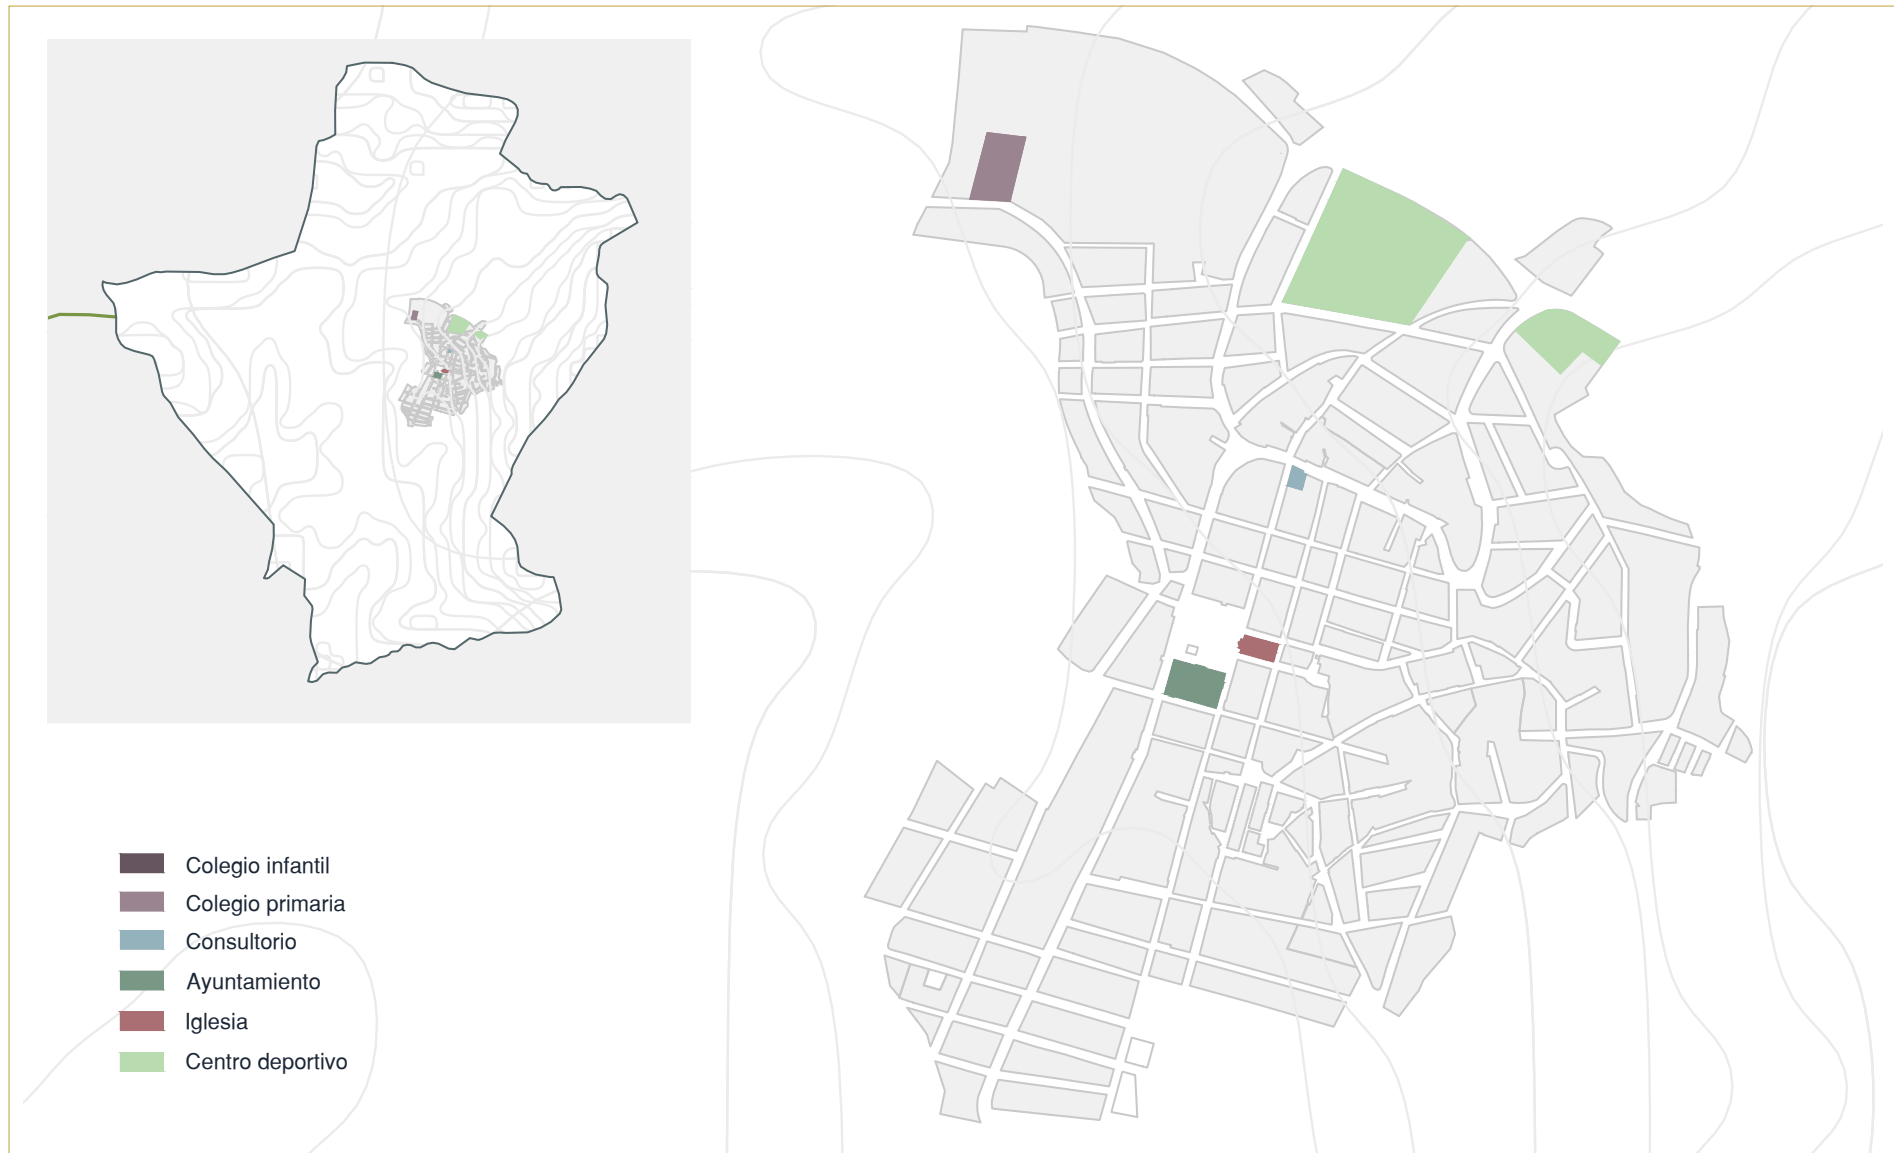 Colegio infantil
Colegio primaria
Consultorio
Ayuntamiento
Iglesia
Centro deportivo